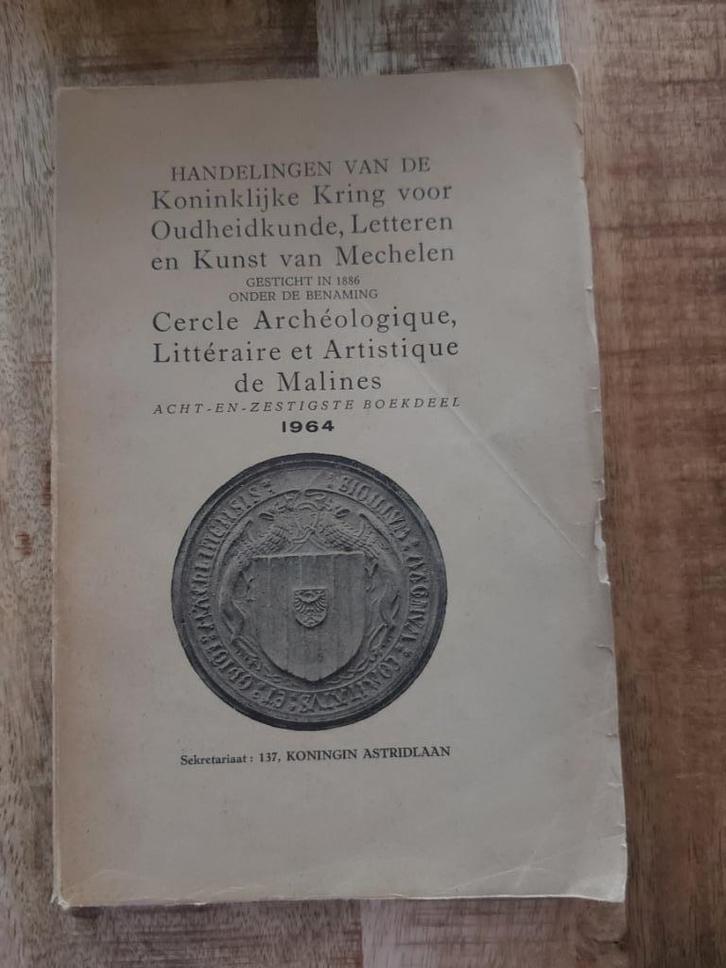 HANDELINGEN VAN DE
Koninklijke Kring voor
Oudheidkunde, Letteren
en Kunst van Mechelen
GESTICHT IN 1886
ONDER DE BENAMING
Cercle Archéologique,
Littéraire et Artistique
de Malines
ACHT-EN-ZESTIGSTE BOEKDEEL
1964
Sekretariaat : 137, KONINGIN ASTRIDLAAN